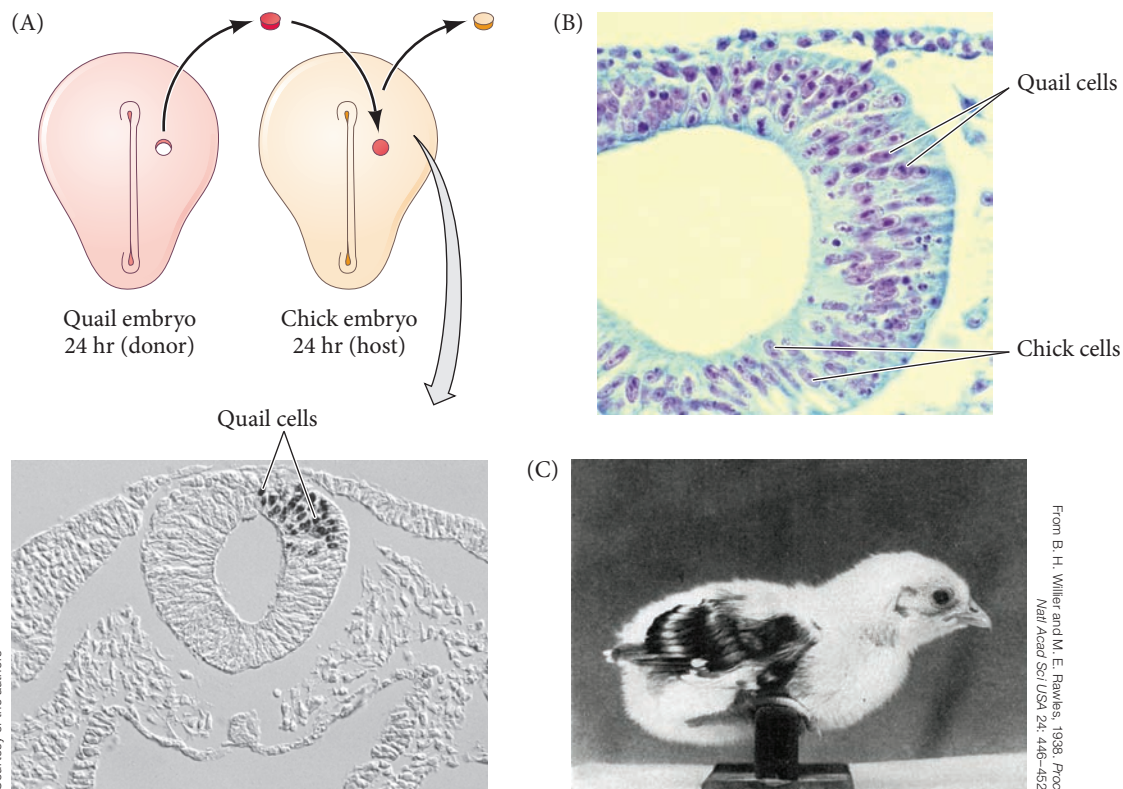 (A)
Quail embryo
24 hr (donor)
Chick embryo
24 hr (host)
Quail cells
(B)
Quail cells
Chick cells
(C)
From B. H. Willier and M. E. Rawles, 1938. Proc
Natl Acad Sci USA 24: 446–452